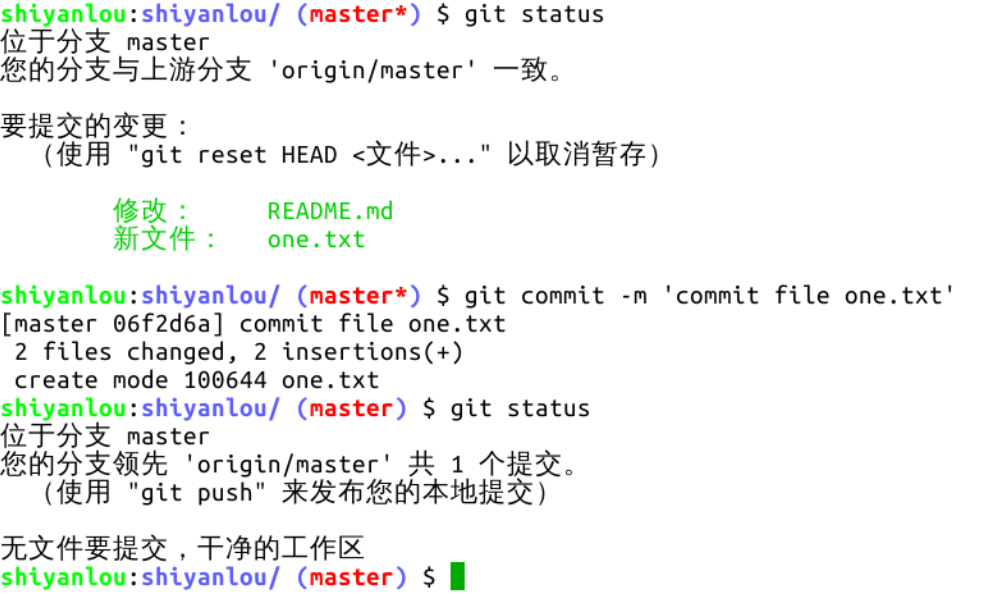 shiyanlou:shiyanlou/ (master*) $ git status
位于分支 master
您的分支与上游分支 'origin/master' 一致。
要提交的变更：
（使用 "git reset HEAD <文件>..." 以取消暂存）
修改： README.md
新文件： one.txt
shiyanlou:shiyanlou/ (master*) $ git commit -m 'commit file one.txt'
[master 06f2d6a] commit file one.txt
2 files changed, 2 insertions(+)
create mode 100644 one.txt
shiyanlou:shiyanlou/ (master) $ git status
位于分支 master
您的分支领先 'origin/master' 共 1 个提交。
（使用 "git push" 来发布您的本地提交）
无文件要提交，干净的工作区
shiyanlou:shiyanlou/ (master) $